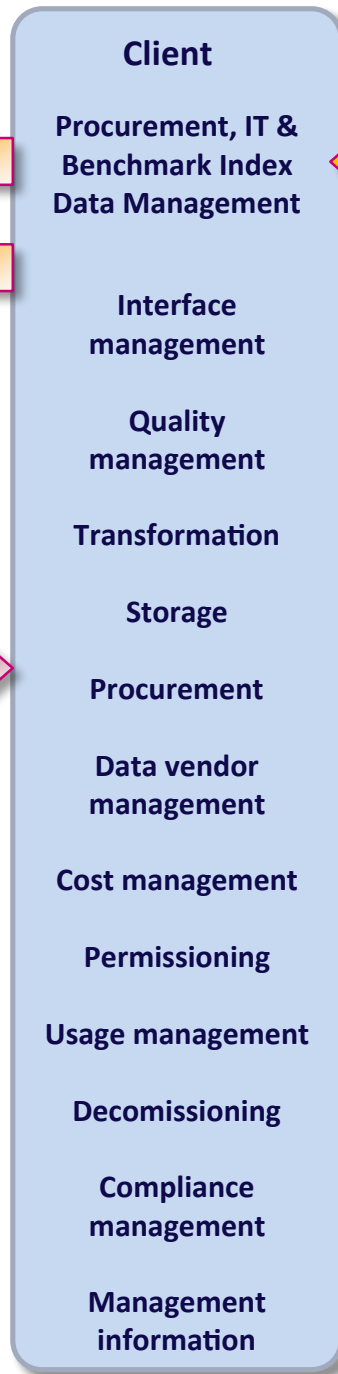 Client
Procurement, IT &
Benchmark Index
Data Management
Interface
management
Quality
management
Transformation
Storage
Procurement
Data vendor
management
Cost management
Permissioning
Usage management
Decomissioning
Compliance
management
Management
information